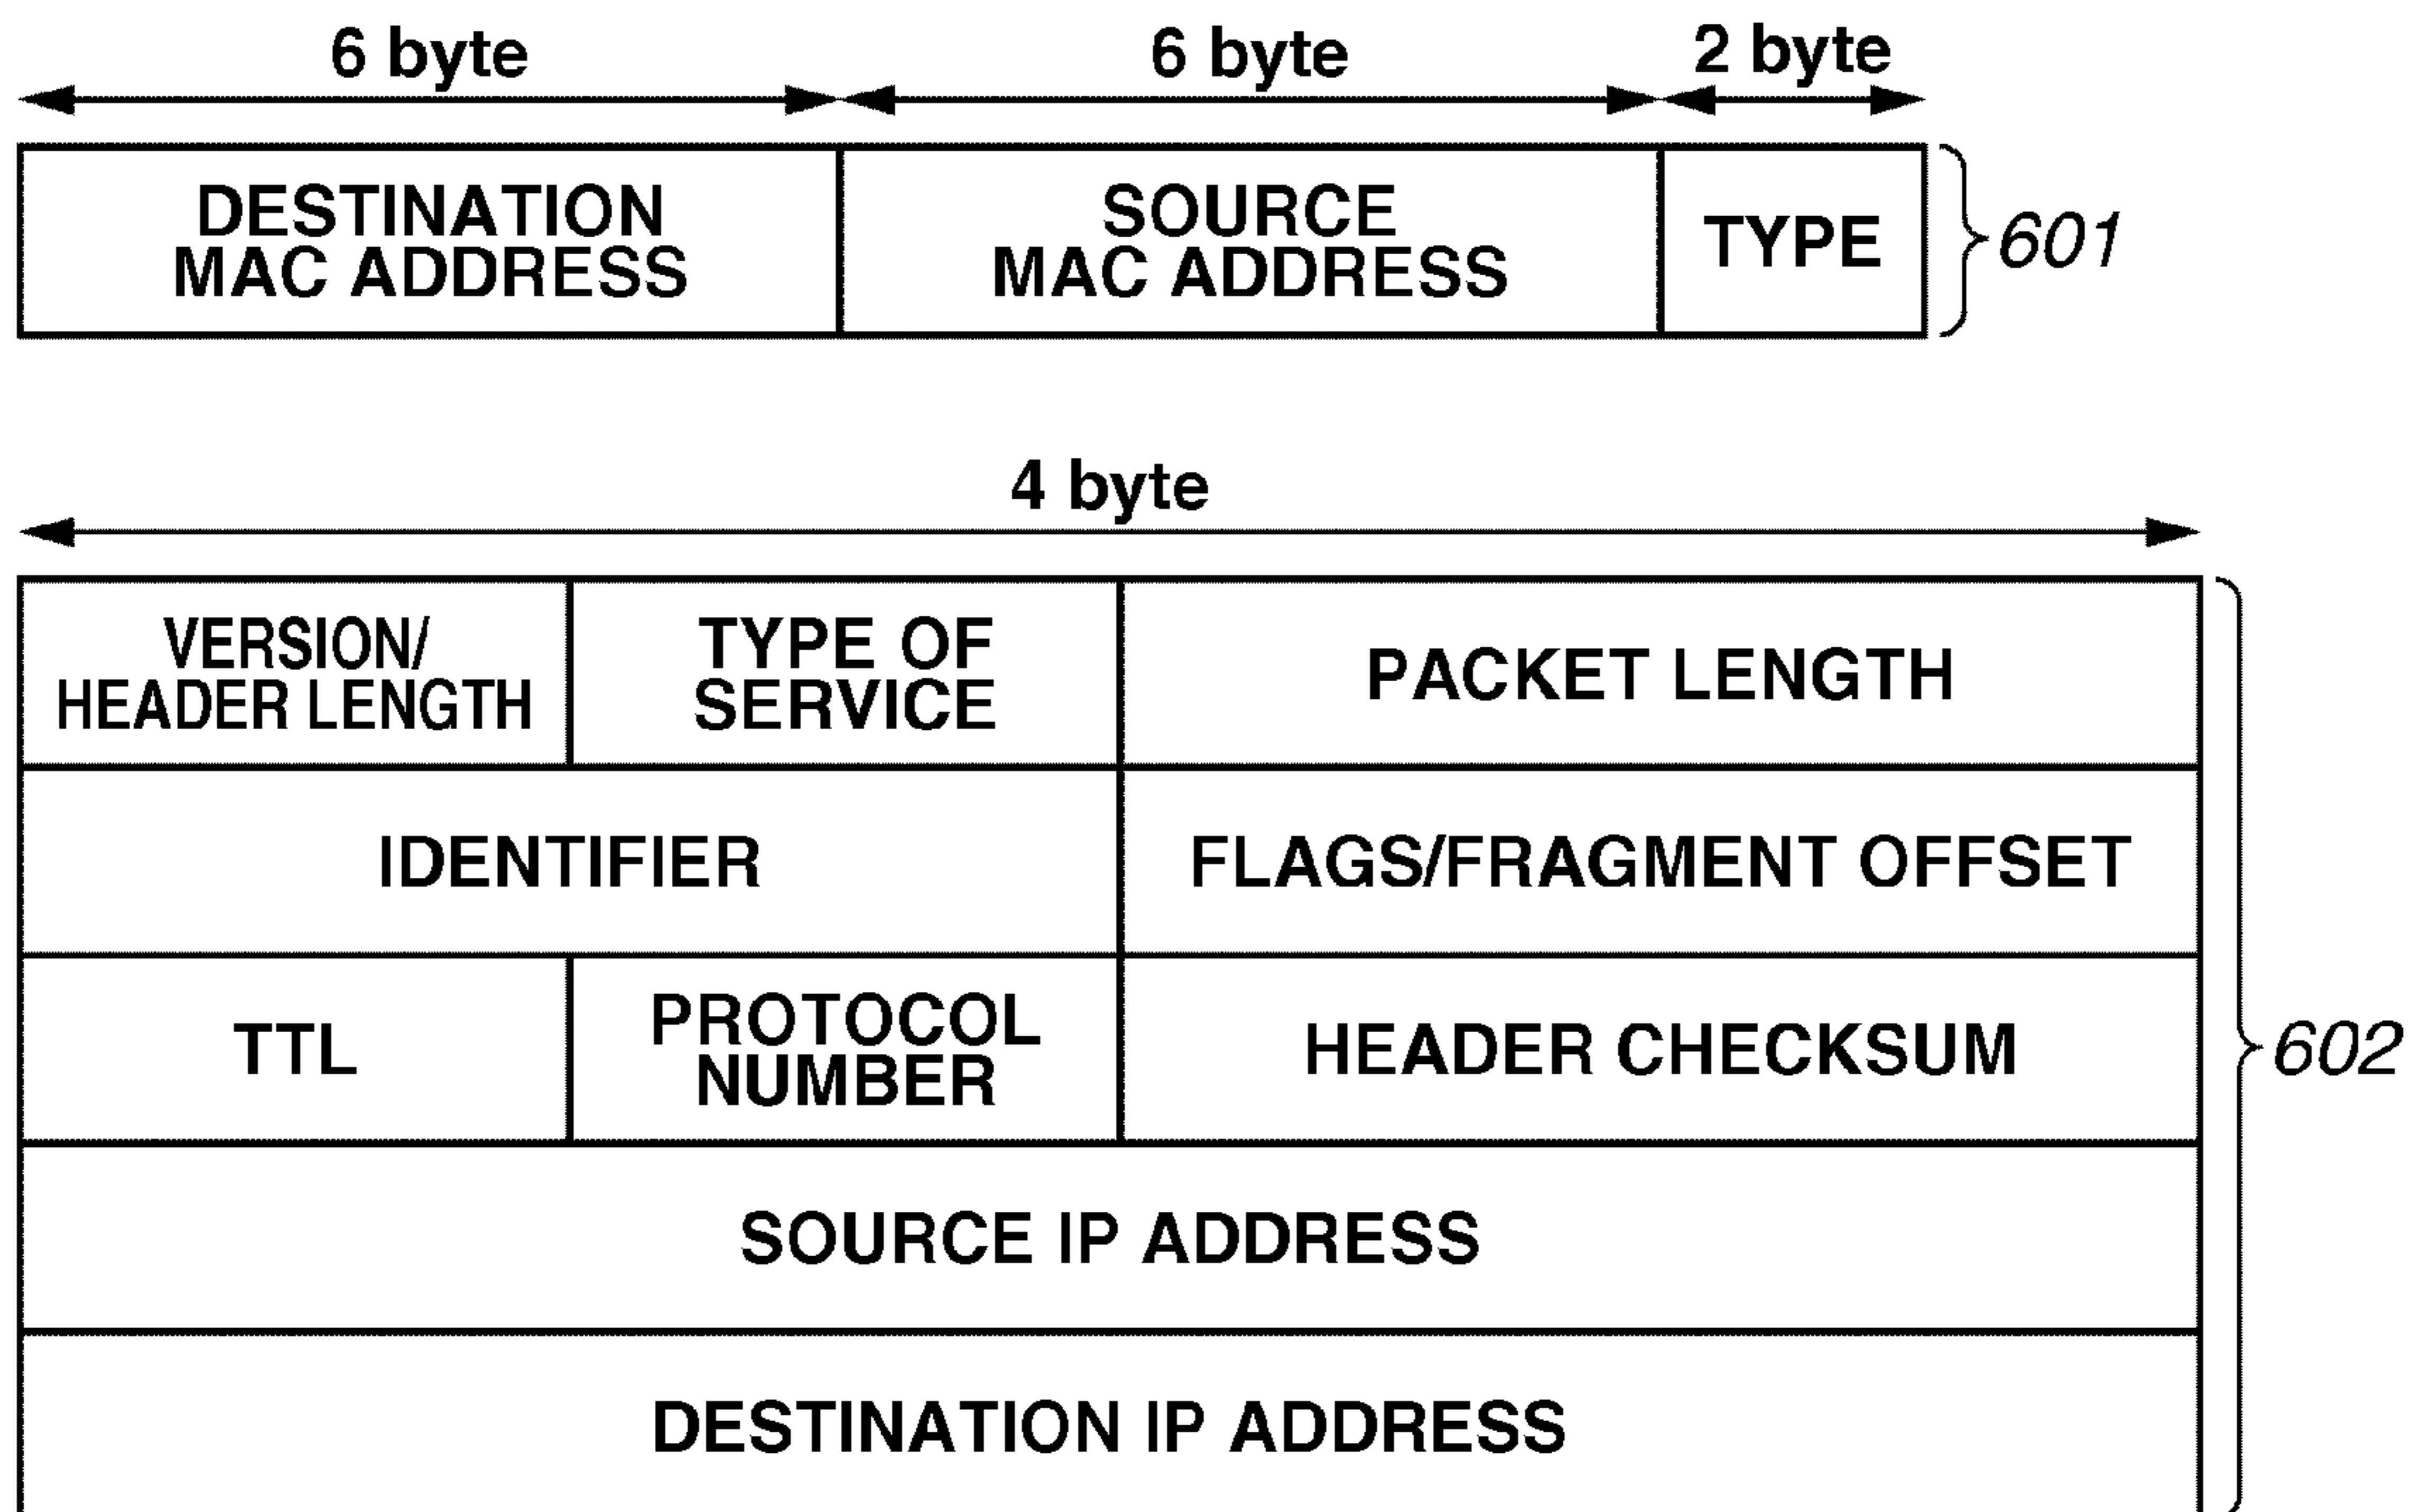 6 byte 6 byte 2 byte
DESTINATION
MAC ADDRESS
SOURCE
MAC ADDRESS
TYPE
601
4 byte
VERSION/
HEADER LENGTH
TYPE OF
SERVICE
PACKET LENGTH
IDENTIFIER
FLAGS/FRAGMENT OFFSET
TTL
PROTOCOL
NUMBER
HEADER CHECKSUM
602
SOURCE IP ADDRESS
DESTINATION IP ADDRESS